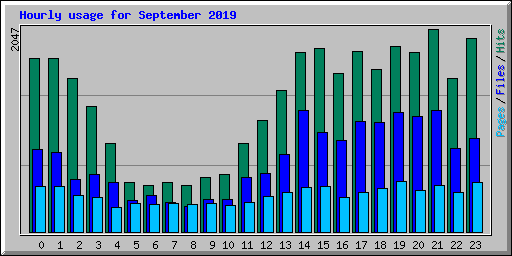 Hourly usage for September 2019
2047
Pages/Files/Hits
0 1 2 3 4 5 6 7 8 9 10 11 12 13 14 15 16 17 18 19 20 21 22 23